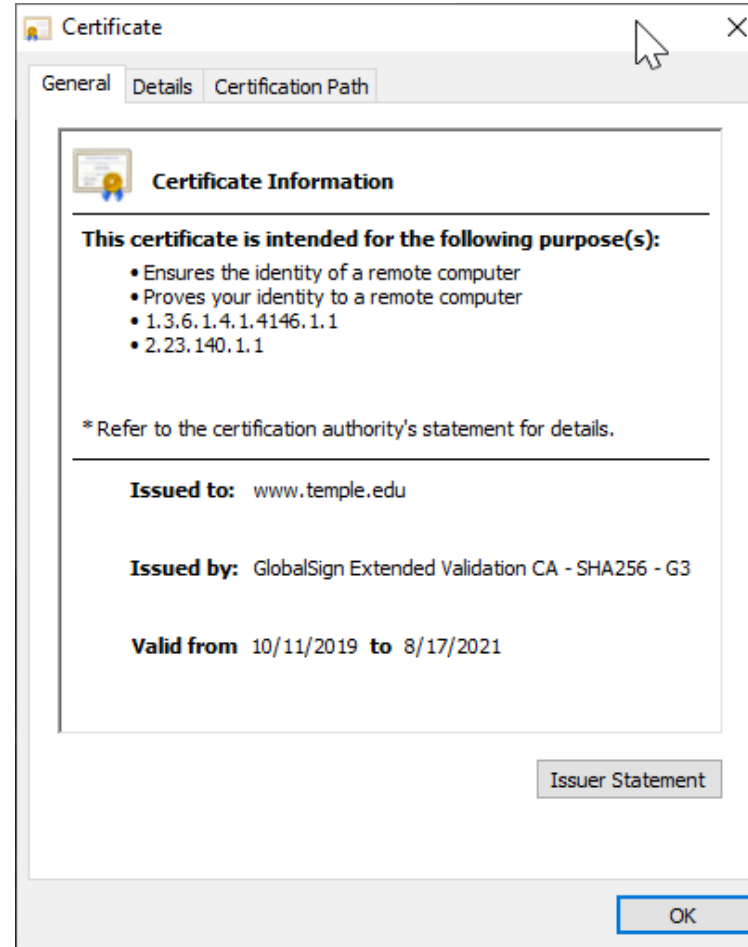 Certificate
General Details Certification Path
Certificate Information
This certificate is intended for the following purpose(s):
• Ensures the identity of a remote computer
• Proves your identity to a remote computer
• 1.3.6.1.4.1.4146.1.1
• 2.23.140.1.1
* Refer to the certification authority's statement for details.
Issued to: www.temple.edu
Issued by: GlobalSign Extended Validation CA - SHA256 - G3
Valid from 10/11/2019 to 8/17/2021
Issuer Statement
OK